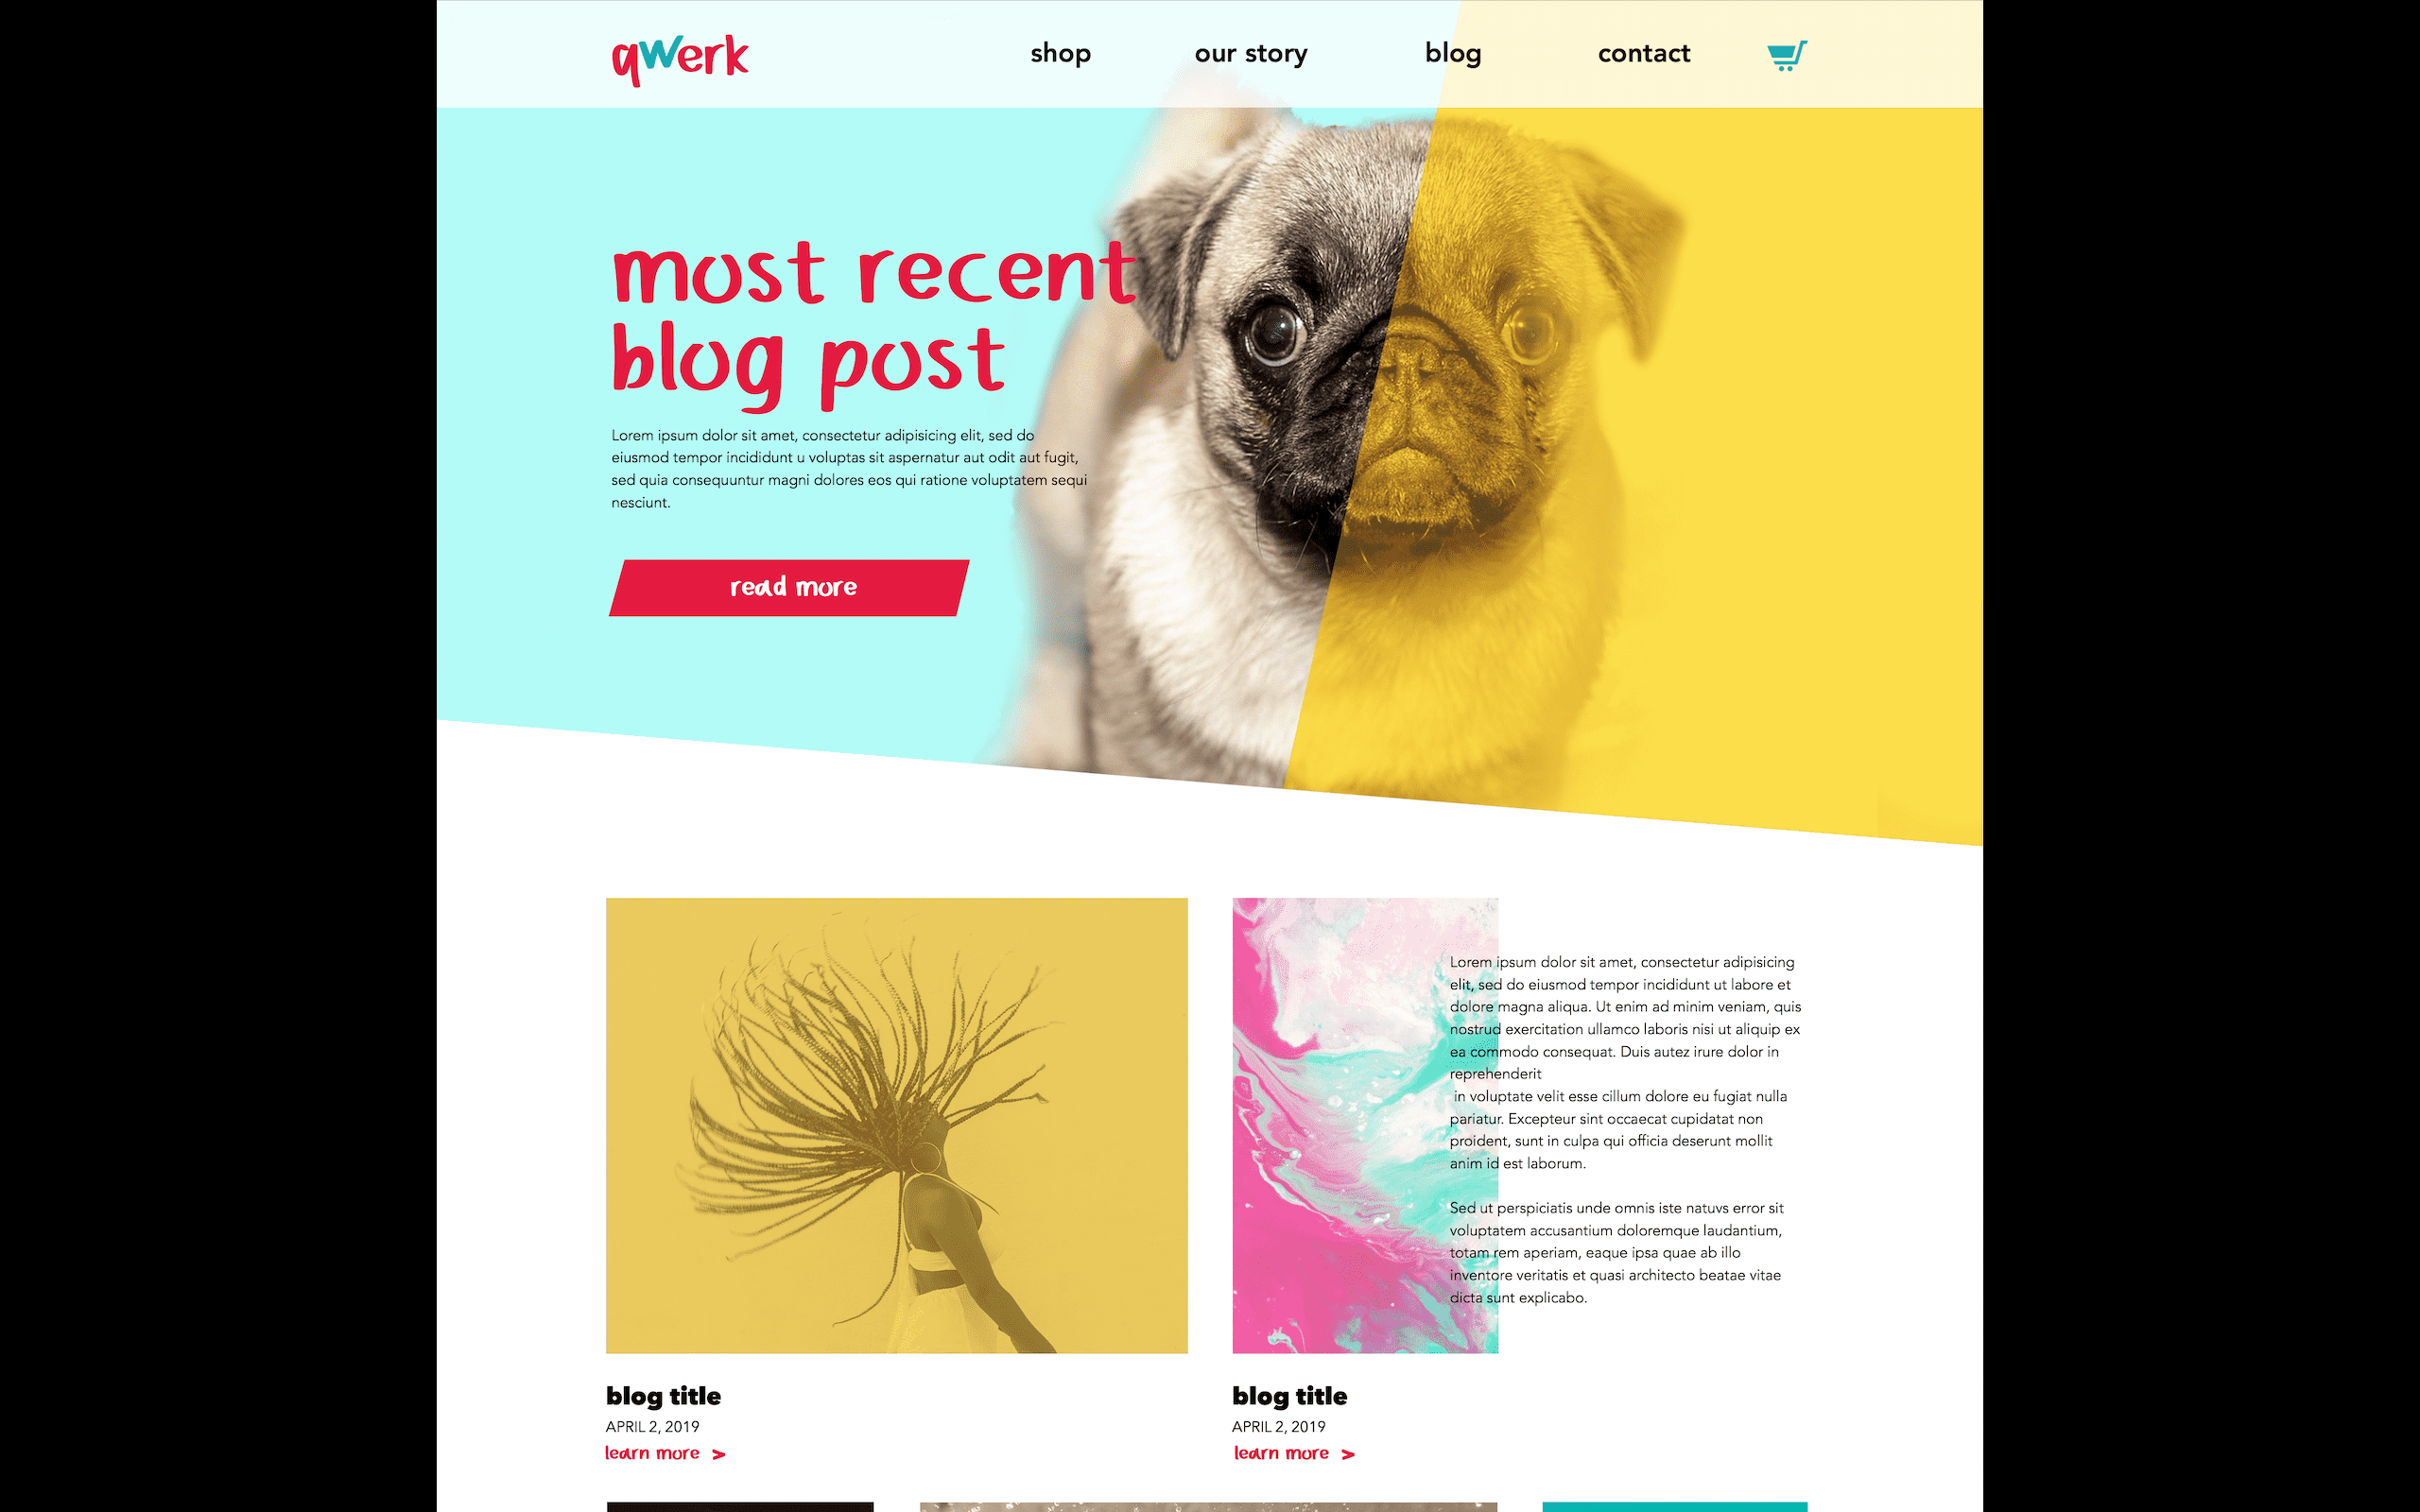 qwerk
shop our story blog contact
most recent
blog post
Lorem ipsum dolor sit amet, consectetur adipisicing elit, sed do
eiusmod tempor incididunt u voluptas sit aspernatur aut odit aut fugit,
sed quia consequuntur magni dolores eos qui ratione voluptatem sequi
nesciunt.
read more
Lorem ipsum dolor sit amet, consectetur adipisicing
elit, sed do eiusmod tempor incididunt ut labore et
dolore magna aliqua. Ut enim ad minim veniam, quis
nostrud exercitation ullamco laboris nisi ut aliquip ex
ea commodo consequat. Duis autez irure dolor in
reprehenderit
in voluptate velit esse cillum dolore eu fugiat nulla
pariatur. Excepteur sint occaecat cupidatat non
proident, sunt in culpa qui officia deserunt mollit
anim id est laborum.
Sed ut perspiciatis unde omnis iste natuvs error sit
voluptatem accusantium doloremque laudantium,
totam rem aperiam, eaque ipsa quae ab illo
inventore veritatis et quasi architecto beatae vitae
dicta sunt explicabo.
blog title
APRIL 2, 2019
learn more >
blog title
APRIL 2, 2019
learn more >